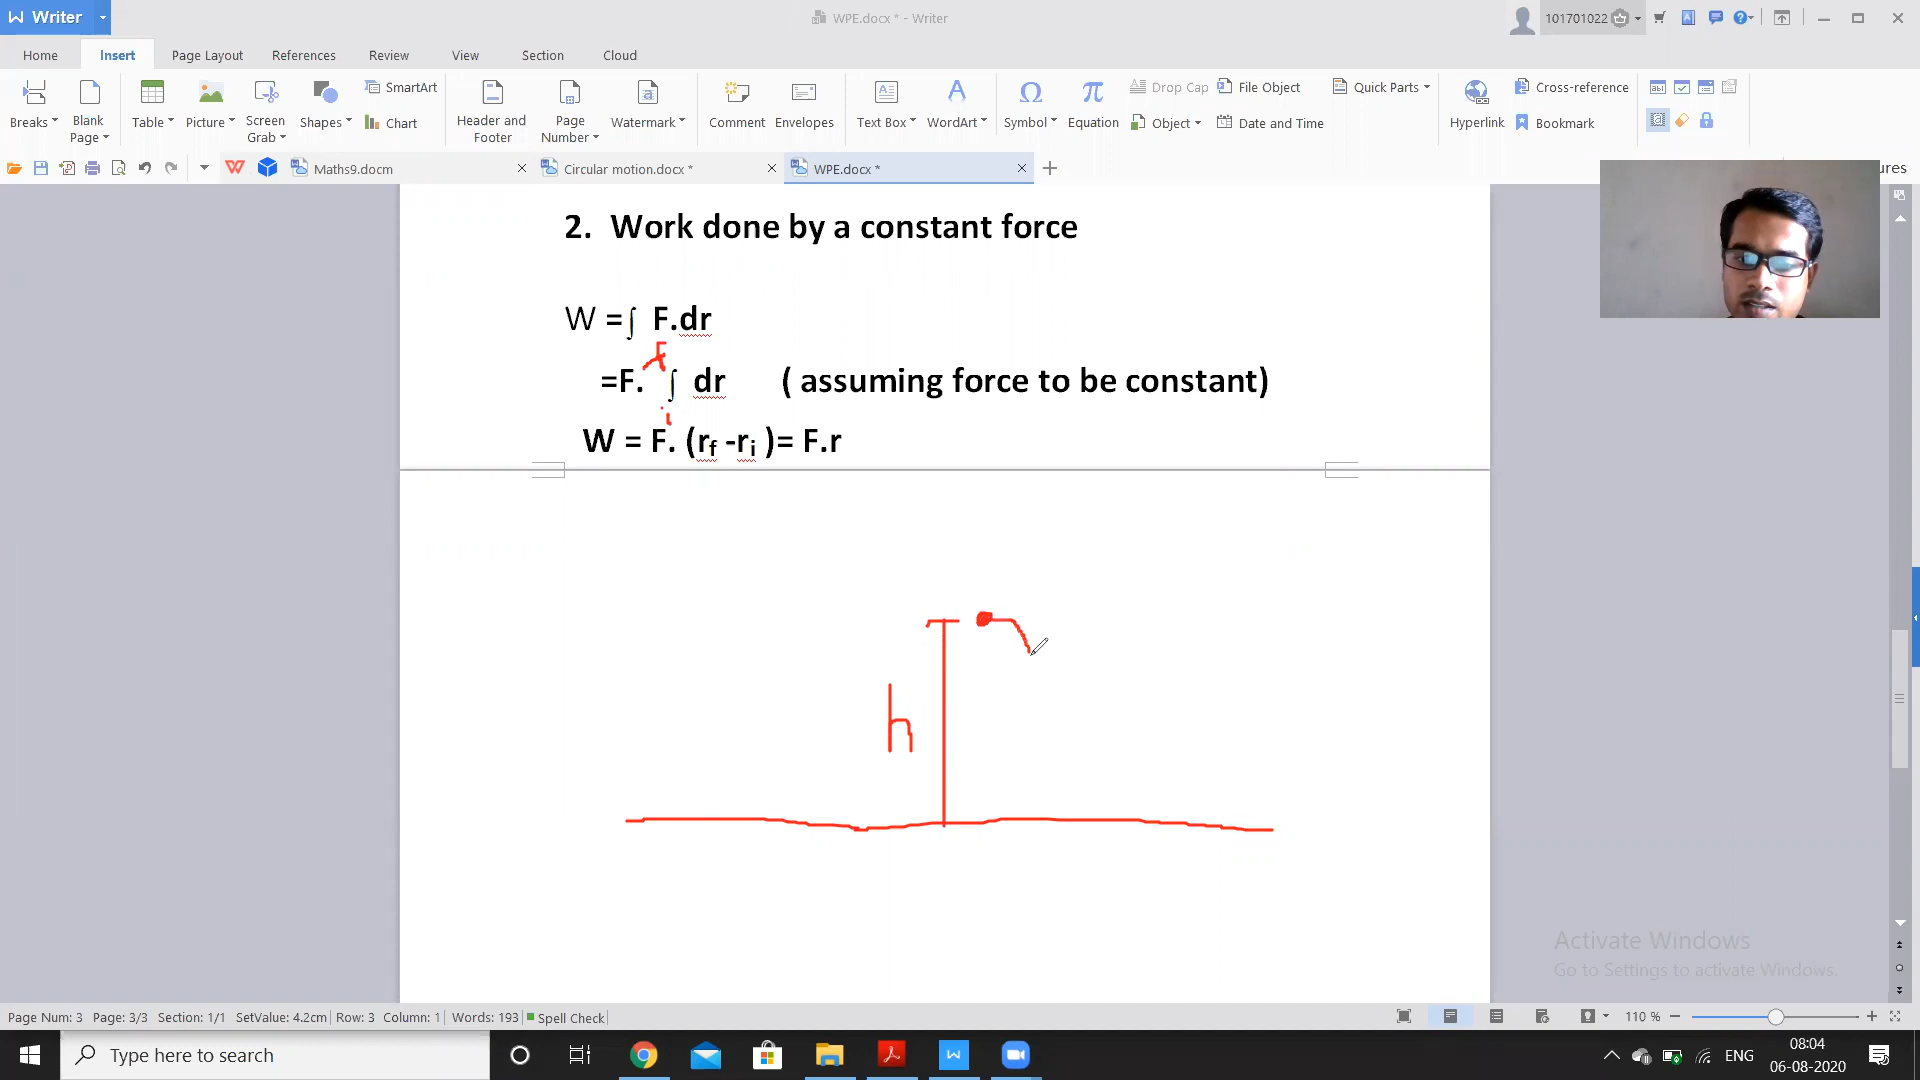 Writer
WPE.docx * - Writer
101701022
Home Insert Page Layout References Review View Section Cloud
Breaks Blank Page Table Picture Screen Grab Shapes SmartArt Chart Header and Footer Page Number Watermark Comment Envelopes Text Box WordArt Drop Cap Object File Object Date and Time Symbol Equation Quick Parts Hyperlink Cross-reference Bookmark
Maths9.docm Circular motion.docx * WPE.docx *
ures
2. Work done by a constant force
W =∫ F.dr
F
=F. ∫ dr ( assuming force to be constant)
i
W = F. (rf -ri )= F.r
h
Activate Windows
Go to Settings to activate Windows.
Page Num: 3 Page: 3/3 Section: 1/1 SetValue: 4.2cm Row: 3 Column: 1 Words: 193 Spell Check 110 %
Type here to search
ENG
08:04
06-08-2020